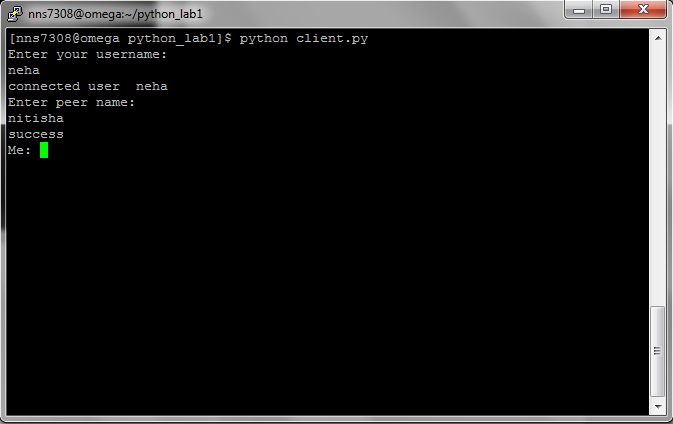 nns7308@omega:~/python_lab1
[nns7308@omega python_lab1]$ python client.py
Enter your username:
neha
connected user  neha
Enter peer name:
nitisha
success
Me: